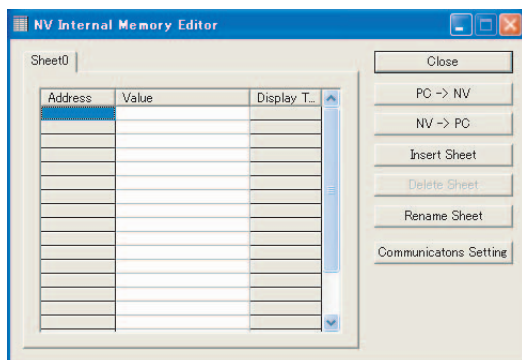 NV Internal Memory Editor
Sheet0
Address Value Display T...
Close
PC -> NV
NV -> PC
Insert Sheet
Delete Sheet
Rename Sheet
Communicatons Setting